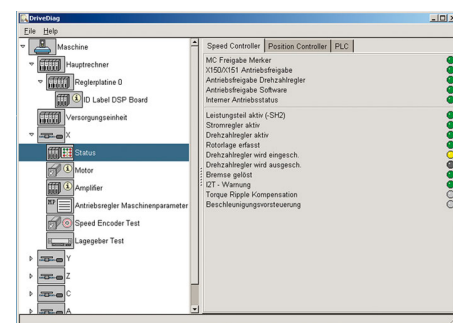 DriveDiag
File Help
Maschine
Hauptrechner
Reglerplatine 0
ID Label DSP Board
Versorgungseinheit
X
Status
Motor
Amplifier
MP
Antriebsregler Maschinenparameter
Speed Encoder Test
Lagegeber Test
Y
Z
C
A
Speed Controller Position Controller PLC
MC Freigabe Merker
X150/X151 Antriebsfreigabe
Antriebsfreigabe Drehzahlregler
Antriebsfreigabe Software
Interner Antriebsstatus
Leistungsteil aktiv (-SH2)
Stromregler aktiv
Drehzahlregler aktiv
Rotorlage erfasst
Drehzahlregler wird eingesch.
Drehzahlregler wird ausgesch.
Bremse gelöst
I2T - Warnung
Torque Ripple Kompensation
Beschleunigungsvorsteuerung